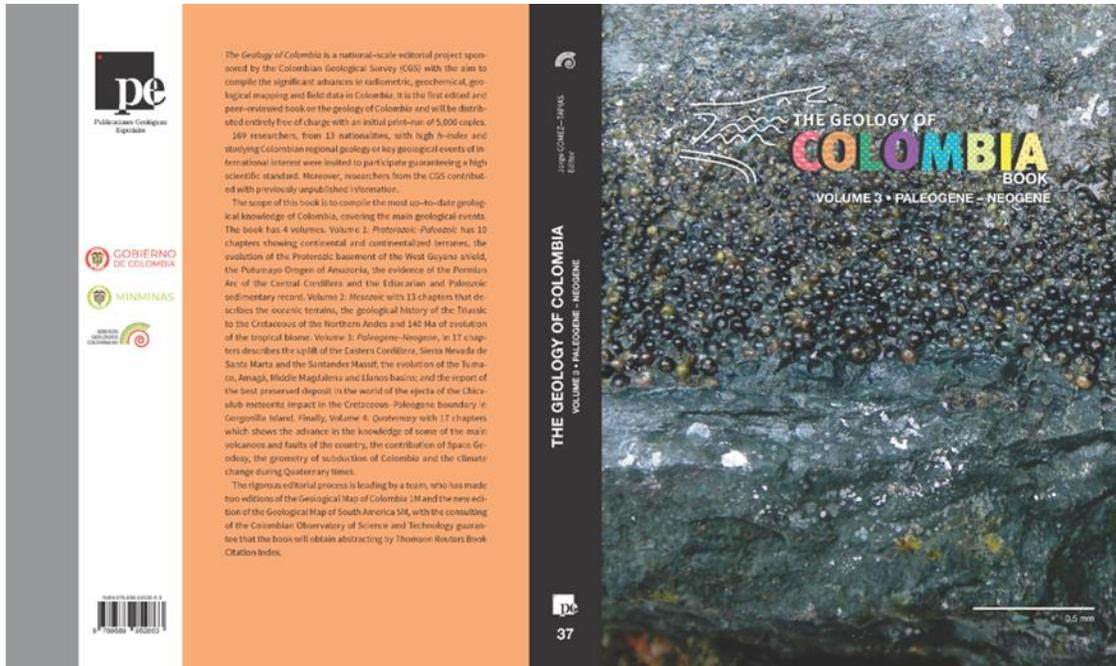 pe
Publicaciones Geológicas
Especiales
GOBIERNO
DE COLOMBIA
MINMINAS
SERVICIO
GEOLÓGICO
COLOMBIANO
The Geology of Colombia is a national–scale editorial project spon-
sored by the Colombian Geological Survey (CGS) with the aim to
compile the significant advances in radiometric, geochemical, geo-
logical mapping and field data in Colombia. It is the first edited and
peer–reviewed book on the geology of Colombia and will be distrib-
uted entirely free of charge with an initial print–run of 5,000 copies.
169 researchers, from 13 nationalities, with high h–index and
studying Colombian regional geology or key geological events of in-
ternational interest were invited to participate guaranteeing a high
scientific standard. Moreover, researchers from the CGS contribut-
ed with previously unpublished information.
The scope of this book is to compile the most up–to–date geolog-
ical knowledge of Colombia, covering the main geological events.
The book has 4 volumes. Volume 1: Proterozoic–Paleozoic has 10
chapters showing continental and continentalized terranes, the
evolution of the Proterozic basement of the West Guyana shield,
the Putumayo Orogen of Amazonia, the evidence of the Permian
Arc of the Central Cordillera and the Ediacarian and Paleozoic
sedimentary record. Volume 2: Mesozoic with 13 chapters that de-
scribes the oceanic terrains, the geological history of the Triassic
to the Cretaceous of the Northern Andes and 140 Ma of evolution
of the tropical biome. Volume 3: Paleogene–Neogene, in 17 chap-
ters describes the uplift of the Eastern Cordillera, Sierra Nevada de
Santa Marta and the Santander Massif; the evolution of the Tuma-
co, Amagá, Middle Magdalena and Llanos basins; and the report of
the best preserved deposit in the world of the ejecta of the Chicx-
ulub meteorite impact in the Cretaceous–Paleogene boundary in
Gorgonilla Island. Finally, Volume 4: Quaternary with 17 chapters
which shows the advance in the knowledge of some of the main
volcanoes and faults of the country, the contribution of Space Ge-
odesy, the geometry of subduction of Colombia and the climate
change during Quaternary times.
The rigorous editorial process is leading by a team, who has made
two editions of the Geological Map of Colombia 1M and the new edi-
tion of the Geological Map of South America 5M, with the consulting
of the Colombian Observatory of Science and Technology guaran-
tee that the book will obtain abstracting by Thomson Reuters Book
Citation Index.
Jorge GÓMEZ–TAPIAS
Editor
THE GEOLOGY OF COLOMBIA
VOLUME 3 • PALEOGENE – NEOGENE
pe
37
THE GEOLOGY OF
COLOMBIA
BOOK
VOLUME 3 • PALEOGENE – NEOGENE
0.5 mm